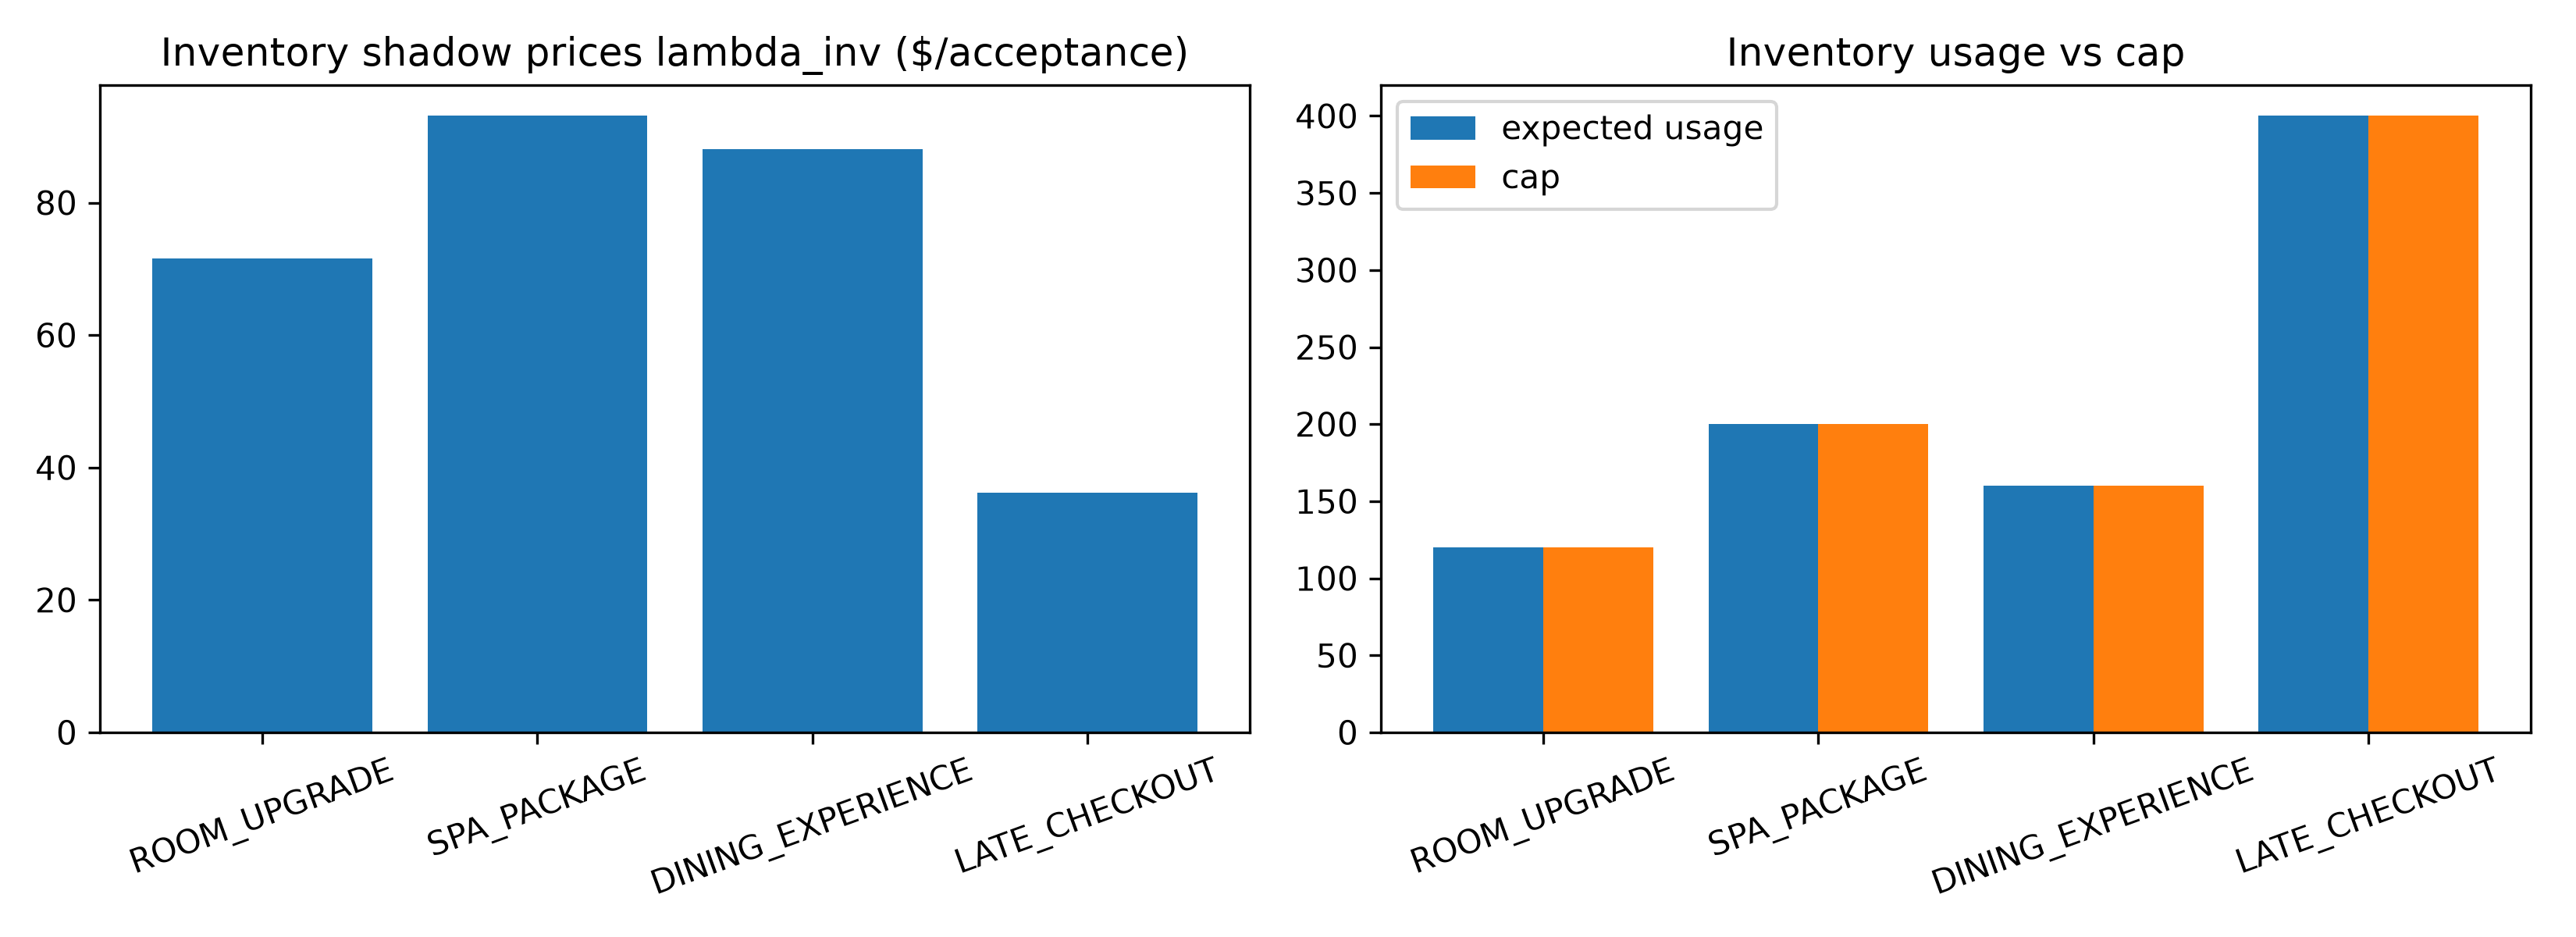 Inventory shadow prices lambda_inv ($/acceptance)
80
60
40
20
0
ROOM_UPGRADE
SPA_PACKAGE
DINING_EXPERIENCE
LATE_CHECKOUT
Inventory usage vs cap
expected usage
cap
400
350
300
250
200
150
100
50
0
ROOM_UPGRADE
SPA_PACKAGE
DINING_EXPERIENCE
LATE_CHECKOUT